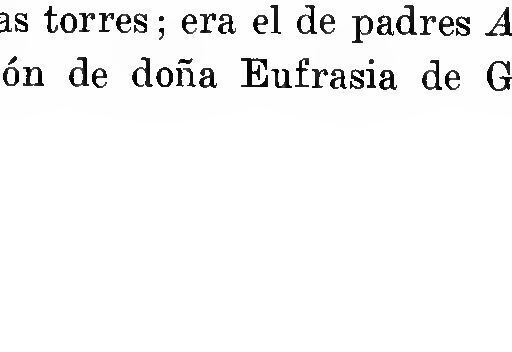 as torres; era el de padres A
ón de doña Eufrasia de G